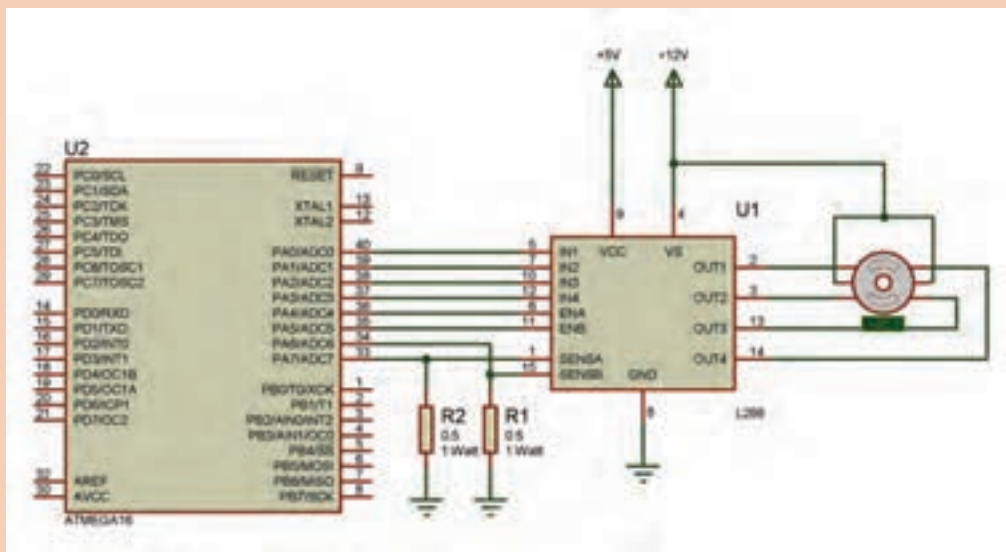 +5V
+12V
U2
22 PC0/SCL
23 PC1/SDA
24 PC2/TCK
25 PC3/TMS
26 PC4/TDO
27 PC5/TDI
28 PC6/TOSC1
29 PC7/TOSC2
14 PD0/RXD
15 PD1/TXD
16 PD2/INT0
17 PD3/INT1
18 PD4/OC1B
19 PD5/OC1A
20 PD6/ICP1
21 PD7/OC2
32 AREF
30 AVCC
RESET 9
XTAL1 13
XTAL2 12
PA0/ADC0 40
PA1/ADC1 39
PA2/ADC2 38
PA3/ADC3 37
PA4/ADC4 36
PA5/ADC5 35
PA6/ADC6 34
PA7/ADC7 33
PB0/T0/XCK 1
PB1/T1 2
PB2/AIN0/INT2 3
PB3/AIN1/OC0 4
PB4/SS 5
PB5/MOSI 6
PB6/MISO 7
PB7/SCK 8
ATMEGA16
R2
0.5
1Watt
R1
0.5
1Watt
U1
9 VCC
4 VS
5 IN1
7 IN2
10 IN3
12 IN4
6 ENA
11 ENB
1 SENSA
15 SENSB
GND 8
OUT1 2
OUT2 3
OUT3 13
OUT4 14
L298